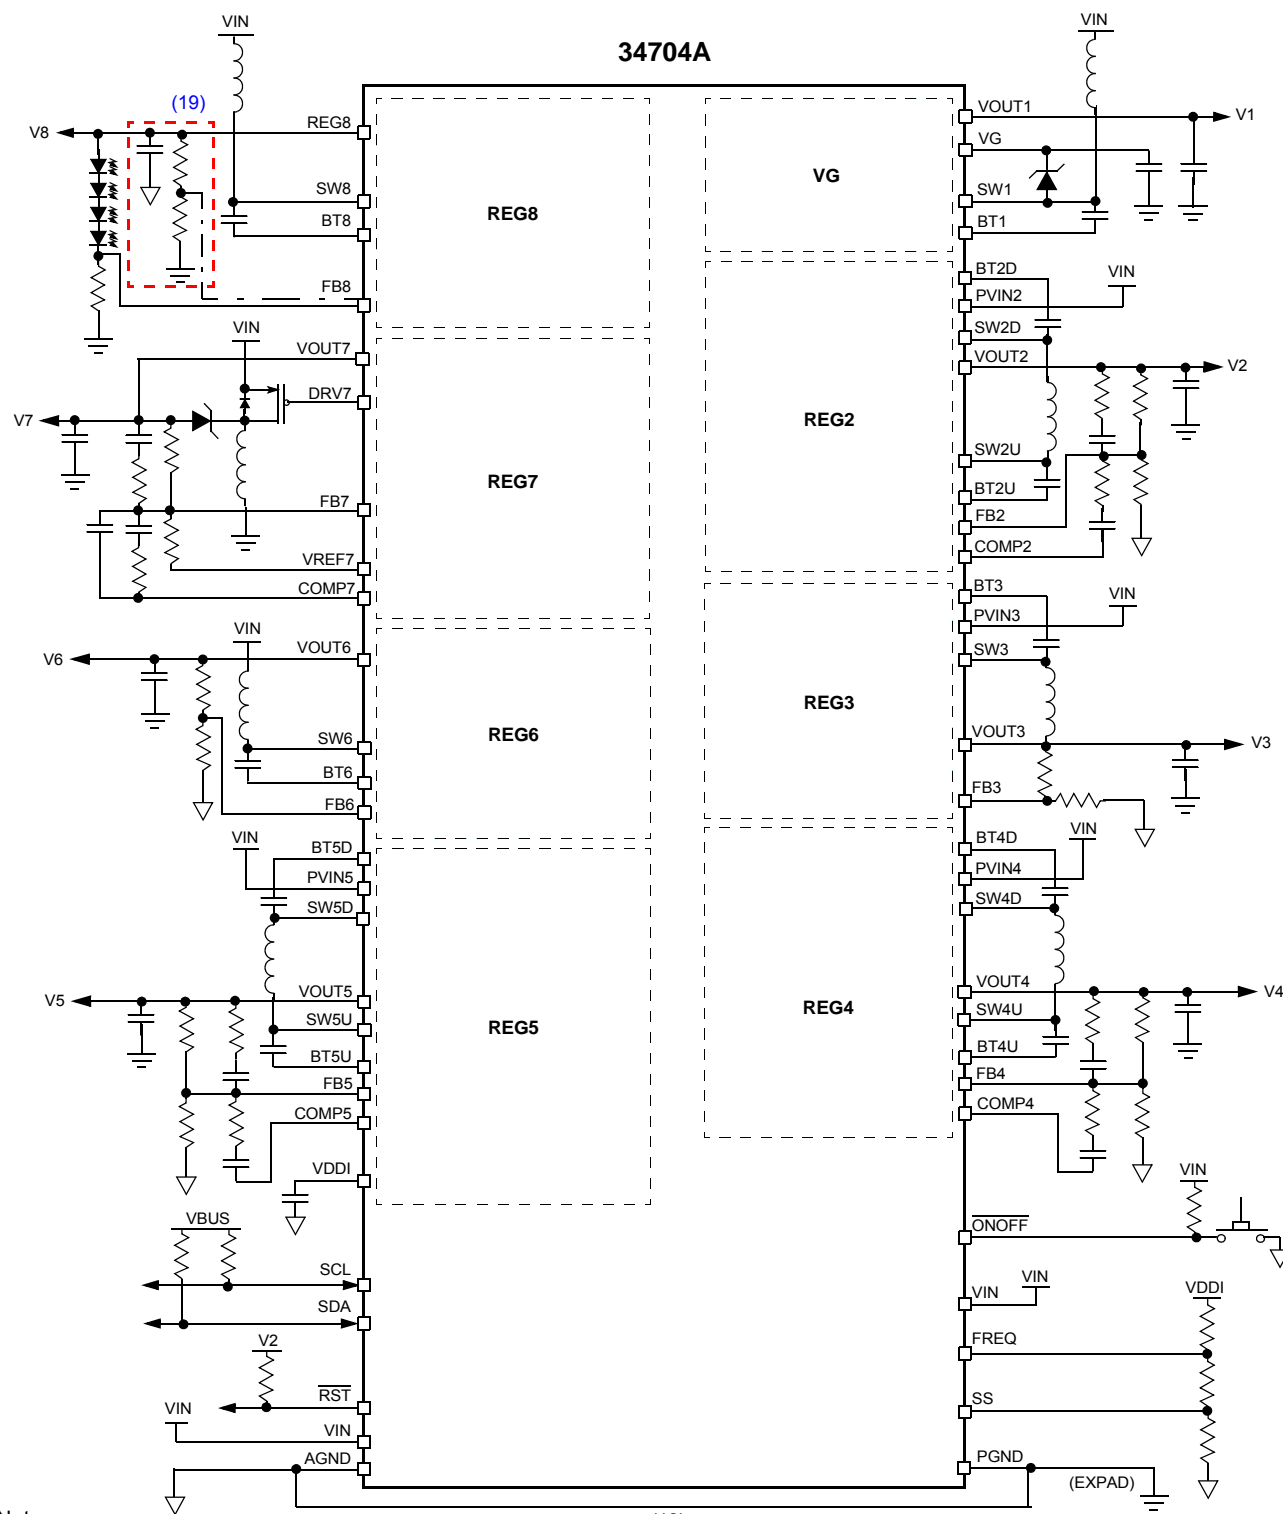 34704A
VIN
(19)
V8
REG8
SW8
BT8
FB8
REG8
VIN
VOUT7
DRV7
V7
FB7
VREF7
COMP7
REG7
VIN
VOUT6
V6
SW6
BT6
FB6
REG6
VIN
BT5D
PVIN5
SW5D
V5
VOUT5
SW5U
BT5U
FB5
COMP5
REG5
VDDI
VBUS
SCL
SDA
V2
RST
VIN
VIN
AGND
VIN
VOUT1
V1
VG
SW1
BT1
VG
BT2D
VIN
PVIN2
SW2D
VOUT2
V2
REG2
SW2U
BT2U
FB2
COMP2
BT3
VIN
PVIN3
SW3
REG3
VOUT3
V3
FB3
BT4D
VIN
PVIN4
SW4D
VOUT4
V4
REG4
SW4U
BT4U
FB4
COMP4
VIN
ONOFF
VIN
VIN
VDDI
FREQ
SS
PGND
(EXPAD)